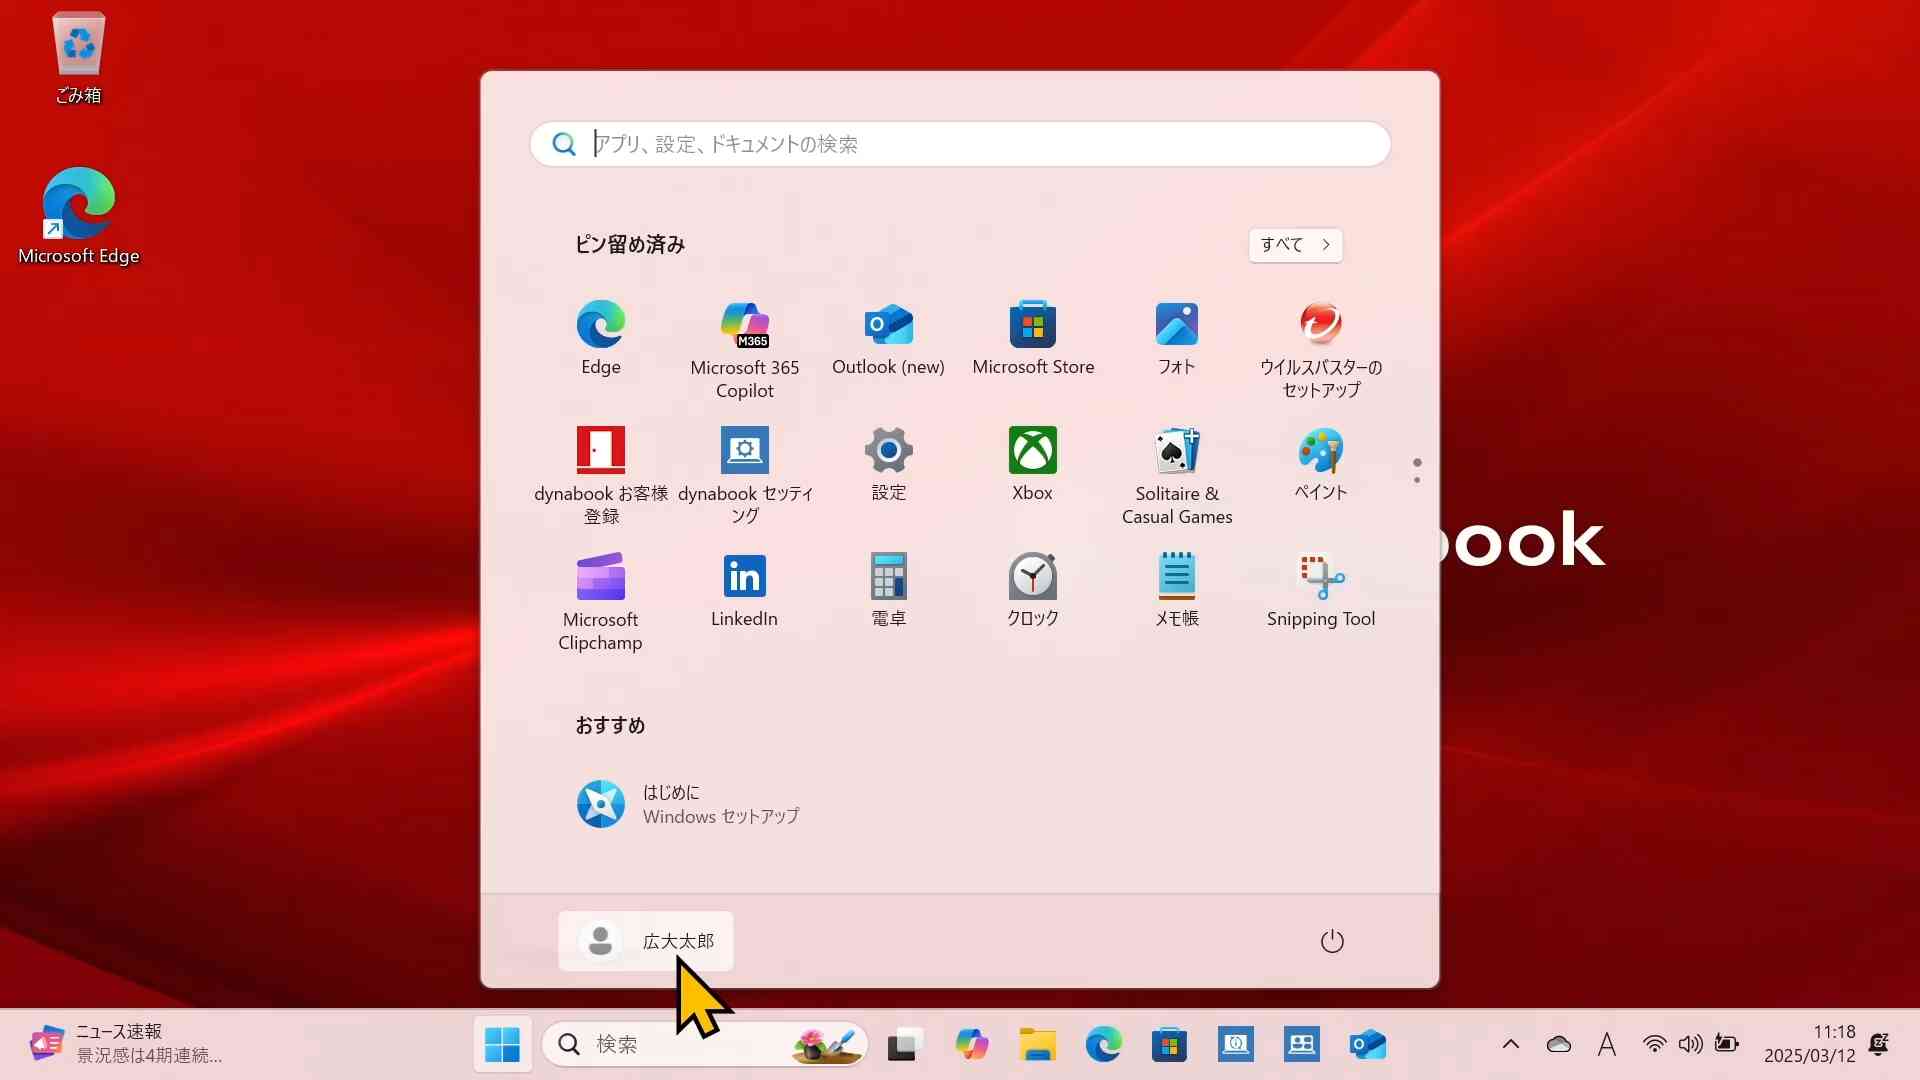 ごみ箱
Microsoft Edge
アプリ、設定、ドキュメントの検索
ピン留め済み
すべて
Edge
Microsoft 365
Copilot
M365
Outlook (new)
Microsoft Store
フォト
ウイルスバスターの
セットアップ
dynabook お客様
登録
dynabook セッティ
ング
設定
Xbox
Solitaire &
Casual Games
ペイント
Microsoft
Clipchamp
LinkedIn
電卓
クロック
メモ帳
Snipping Tool
おすすめ
はじめに
Windows セットアップ
広大太郎
book
ニュース速報
景況感は4期連続...
検索
A
11:18
2025/03/12